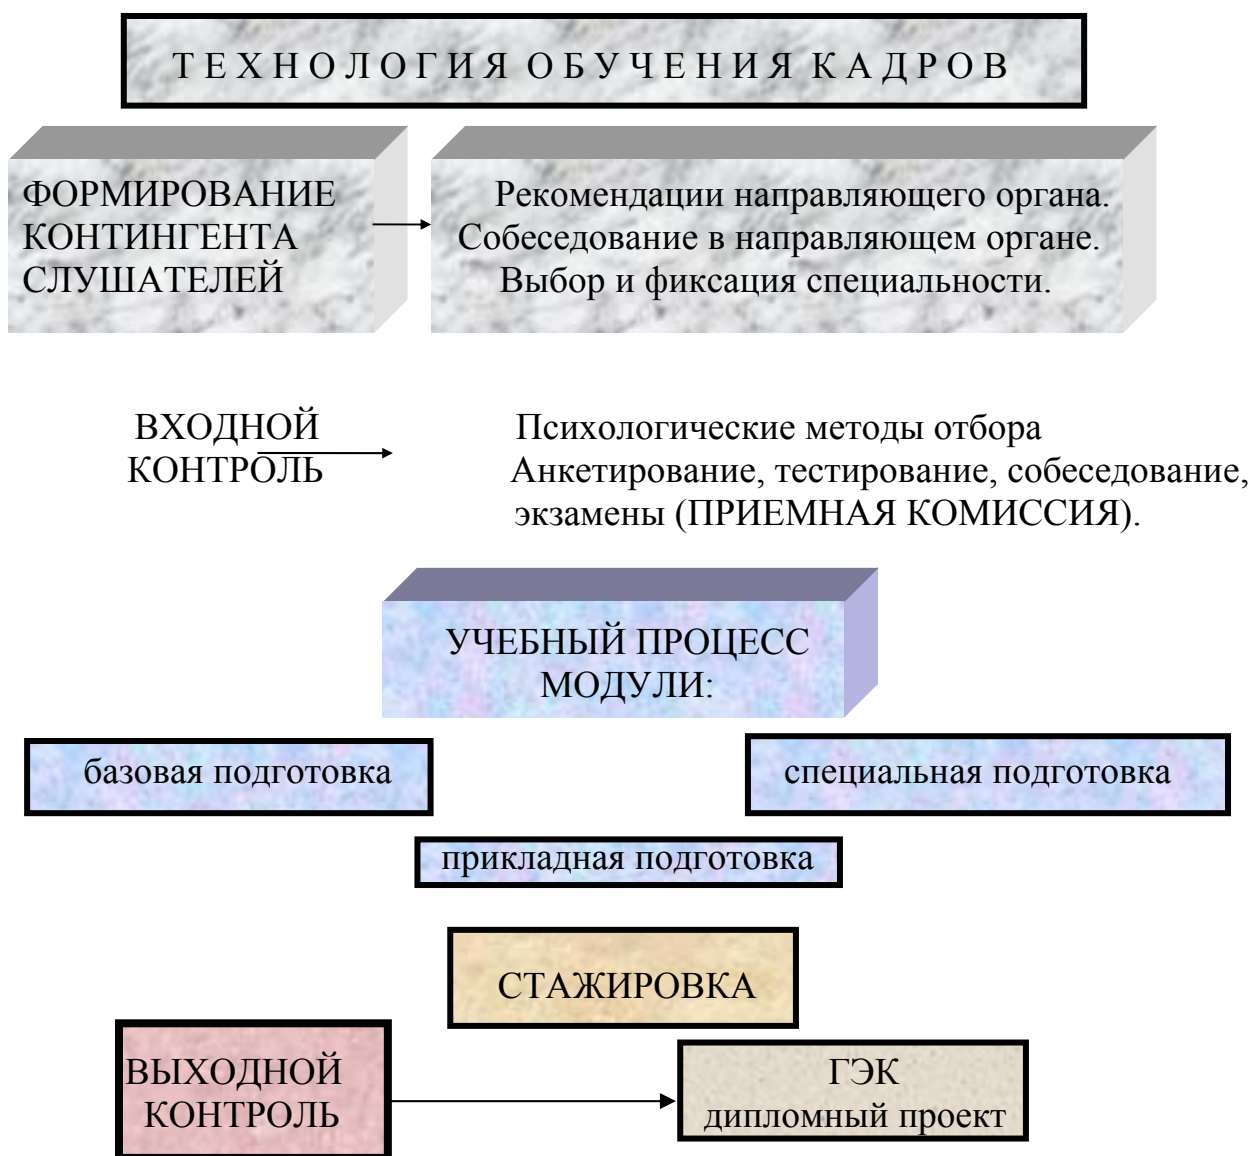 Т Е Х Н О Л О Г И Я О Б У Ч Е Н И Я К А Д Р О В
ФОРМИРОВАНИЕ
КОНТИНГЕНТА
СЛУШАТЕЛЕЙ
Рекомендации направляющего органа.
Собеседование в направляющем органе.
Выбор и фиксация специальности.
ВХОДНОЙ
КОНТРОЛЬ
Психологические методы отбора
Анкетирование, тестирование, собеседование,
экзамены (ПРИЕМНАЯ КОМИССИЯ).
УЧЕБНЫЙ ПРОЦЕСС
МОДУЛИ:
базовая подготовка
специальная подготовка
прикладная подготовка
СТАЖИРОВКА
ВЫХОДНОЙ
КОНТРОЛЬ
ГЭК
дипломный проект